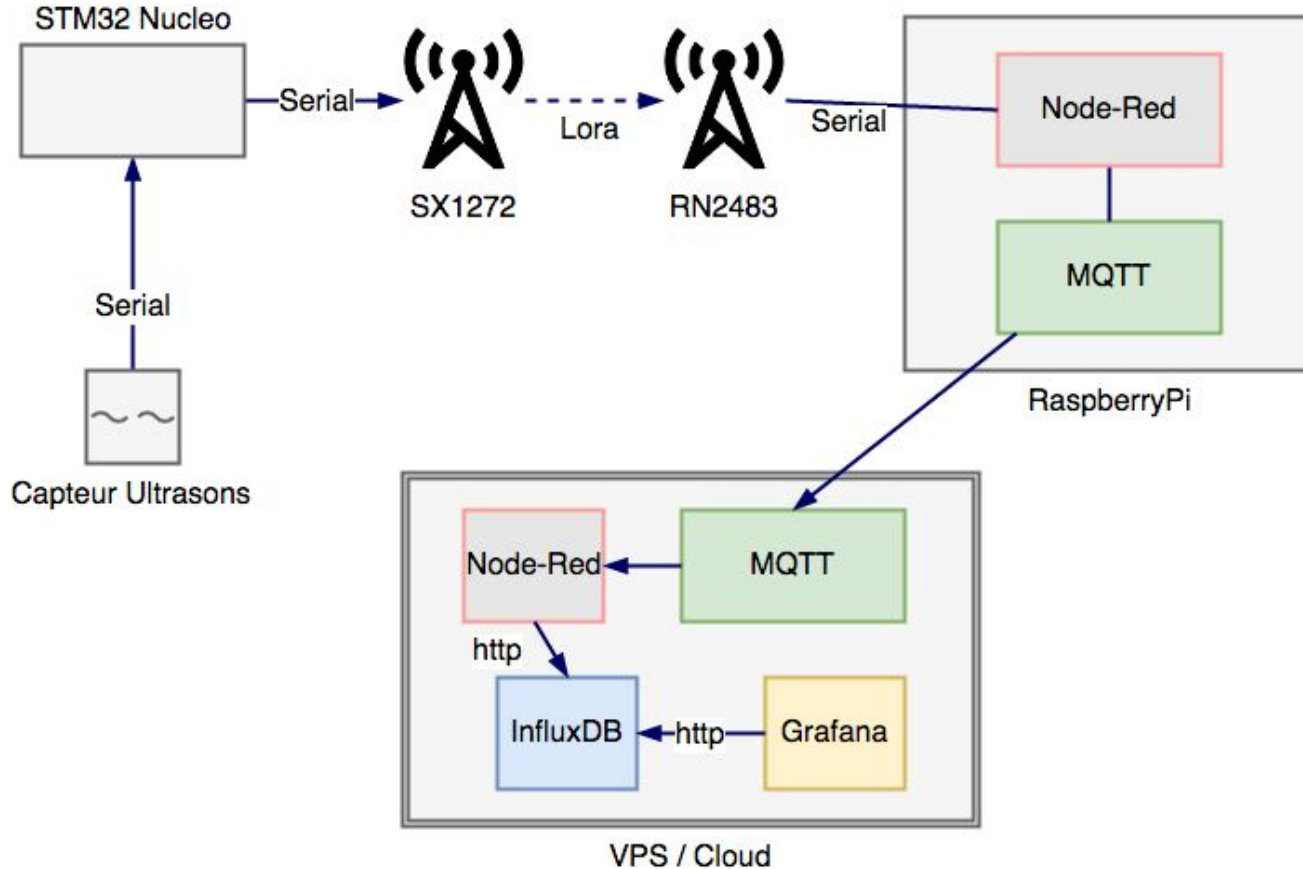 STM32 Nucleo
Serial
SX1272
Lora
RN2483
Serial
Node-Red
MQTT
RaspberryPi
Serial
Capteur Ultrasons
Node-Red
MQTT
http
InfluxDB
http
Grafana
VPS / Cloud